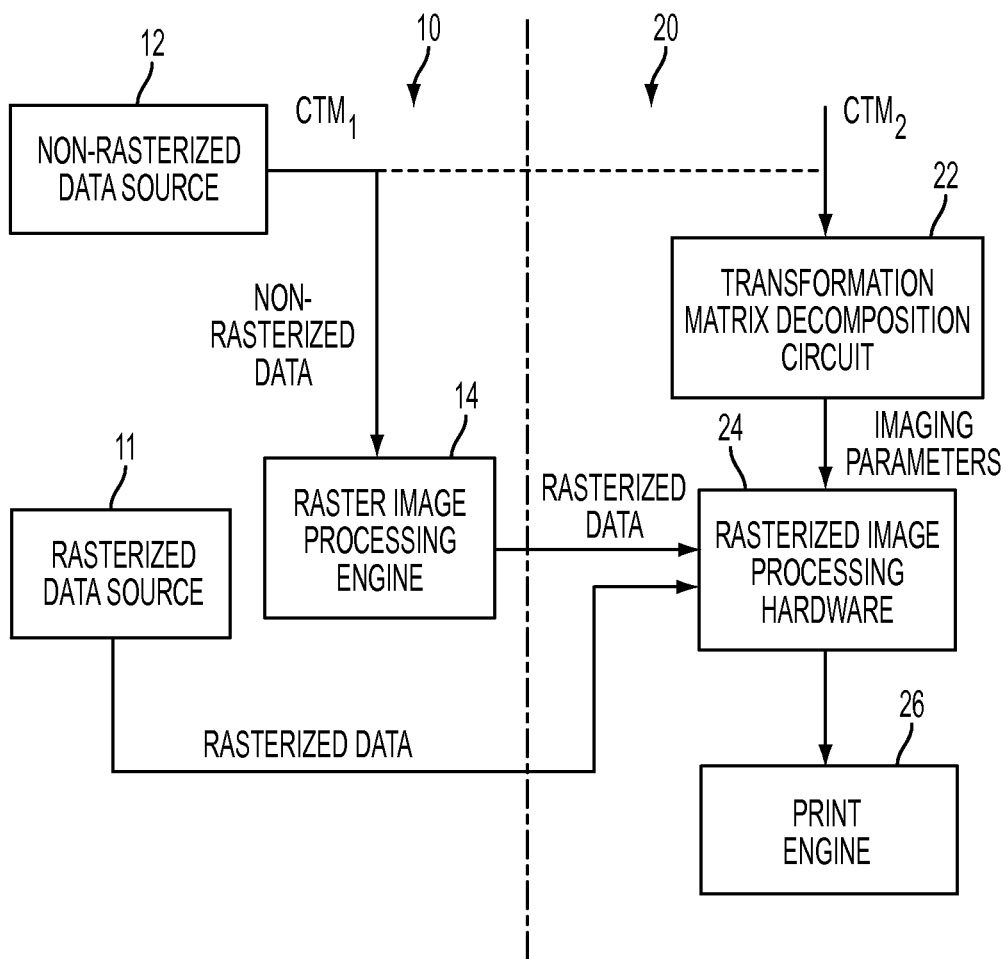 12
10
20
CTM₁
CTM₂
NON-RASTERIZED
DATA SOURCE
22
TRANSFORMATION
MATRIX DECOMPOSITION
CIRCUIT
NON-
RASTERIZED
DATA
14
24
IMAGING
PARAMETERS
11
RASTER IMAGE
PROCESSING
ENGINE
RASTERIZED
DATA
RASTERIZED IMAGE
PROCESSING
HARDWARE
RASTERIZED
DATA SOURCE
RASTERIZED DATA
26
PRINT
ENGINE